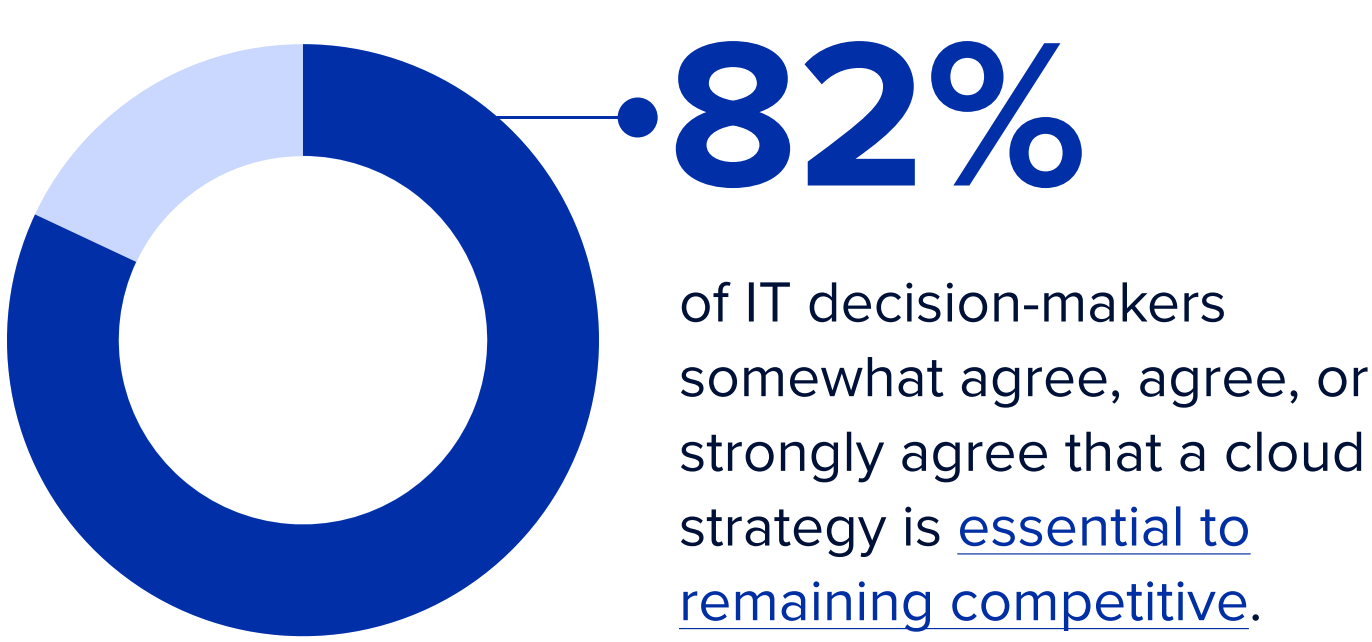 82%
of IT decision-makers
somewhat agree, agree, or
strongly agree that a cloud
strategy is essential to
remaining competitive.